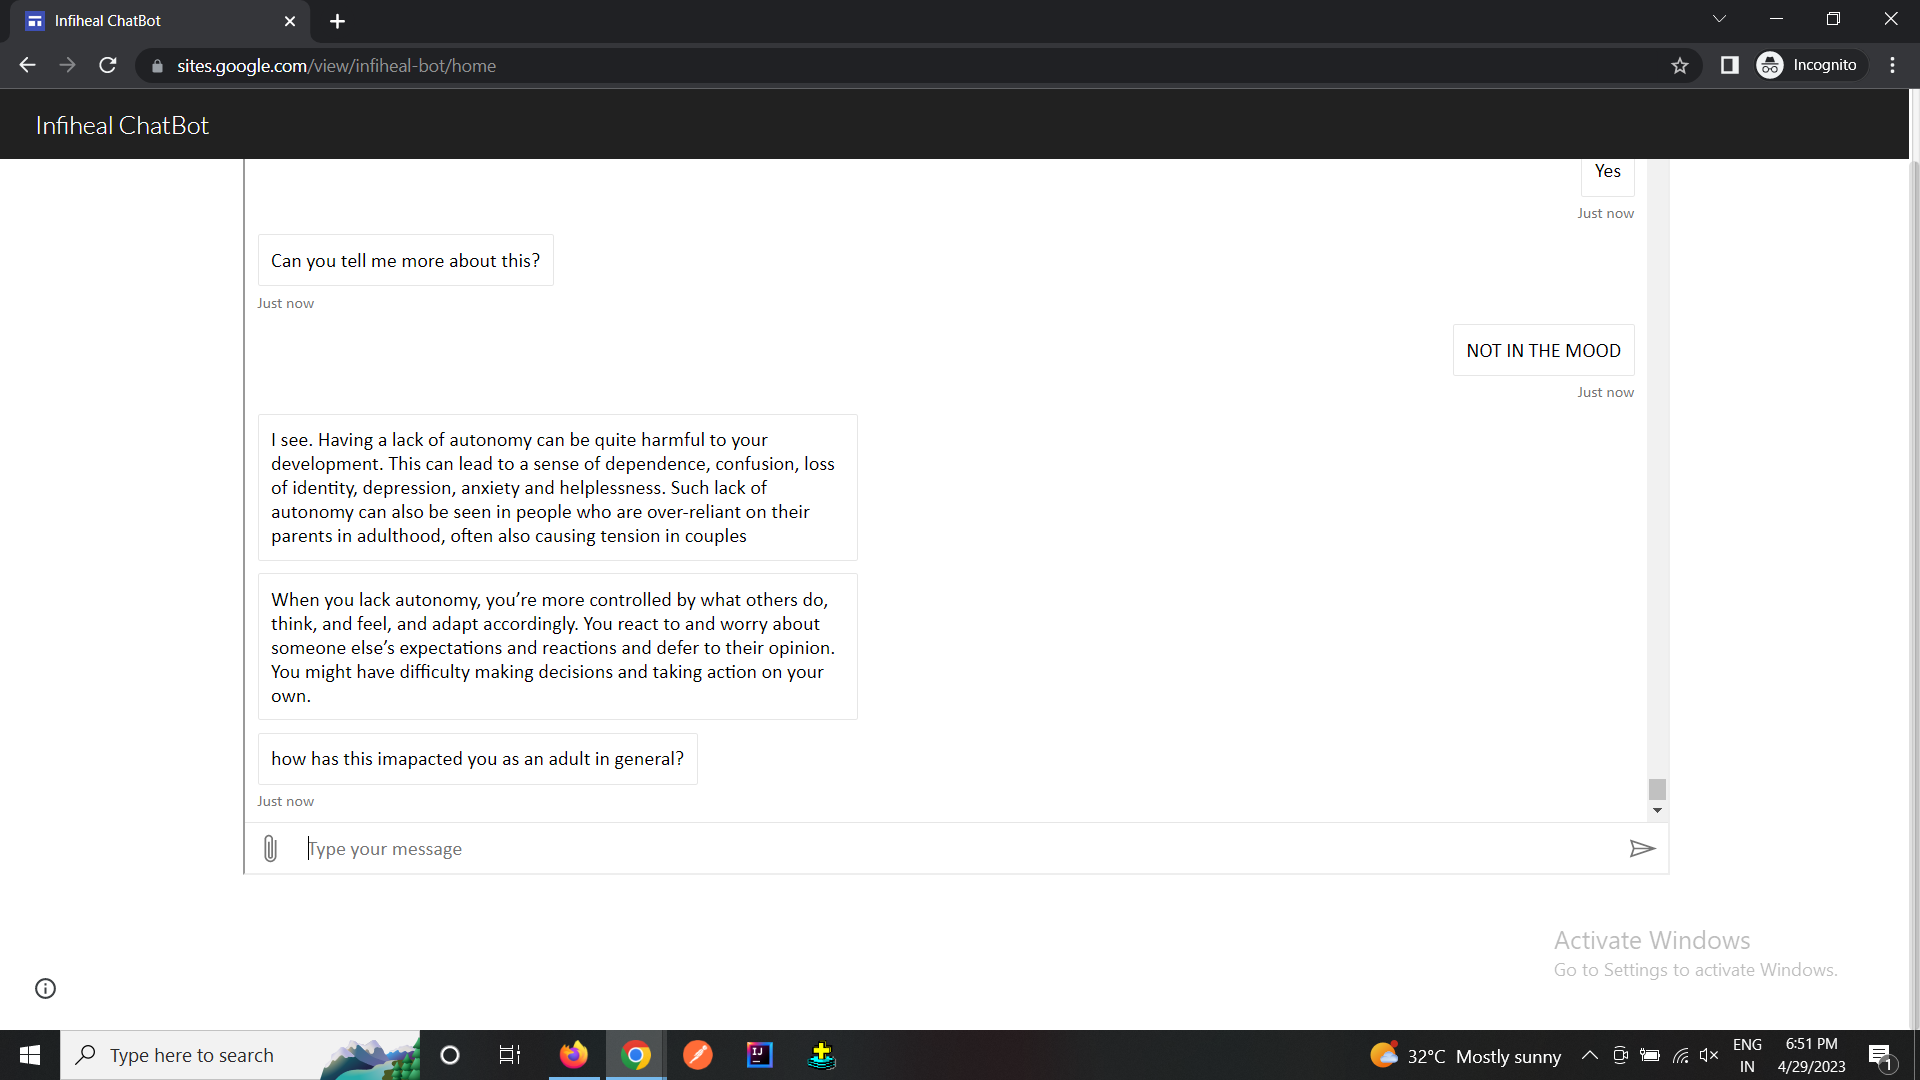 Infiheal ChatBot
sites.google.com/view/infiheal-bot/home
Incognito
Infiheal ChatBot
Yes
Just now
Can you tell me more about this?
Just now
NOT IN THE MOOD
Just now
I see. Having a lack of autonomy can be quite harmful to your
development. This can lead to a sense of dependence, confusion, loss
of identity, depression, anxiety and helplessness. Such lack of
autonomy can also be seen in people who are over-reliant on their
parents in adulthood, often also causing tension in couples
When you lack autonomy, you’re more controlled by what others do,
think, and feel, and adapt accordingly. You react to and worry about
someone else’s expectations and reactions and defer to their opinion.
You might have difficulty making decisions and taking action on your
own.
how has this imapacted you as an adult in general?
Just now
Type your message
Activate Windows
Go to Settings to activate Windows.
Type here to search
IJ
32°C Mostly sunny
ENG
IN
6:51 PM
4/29/2023
1